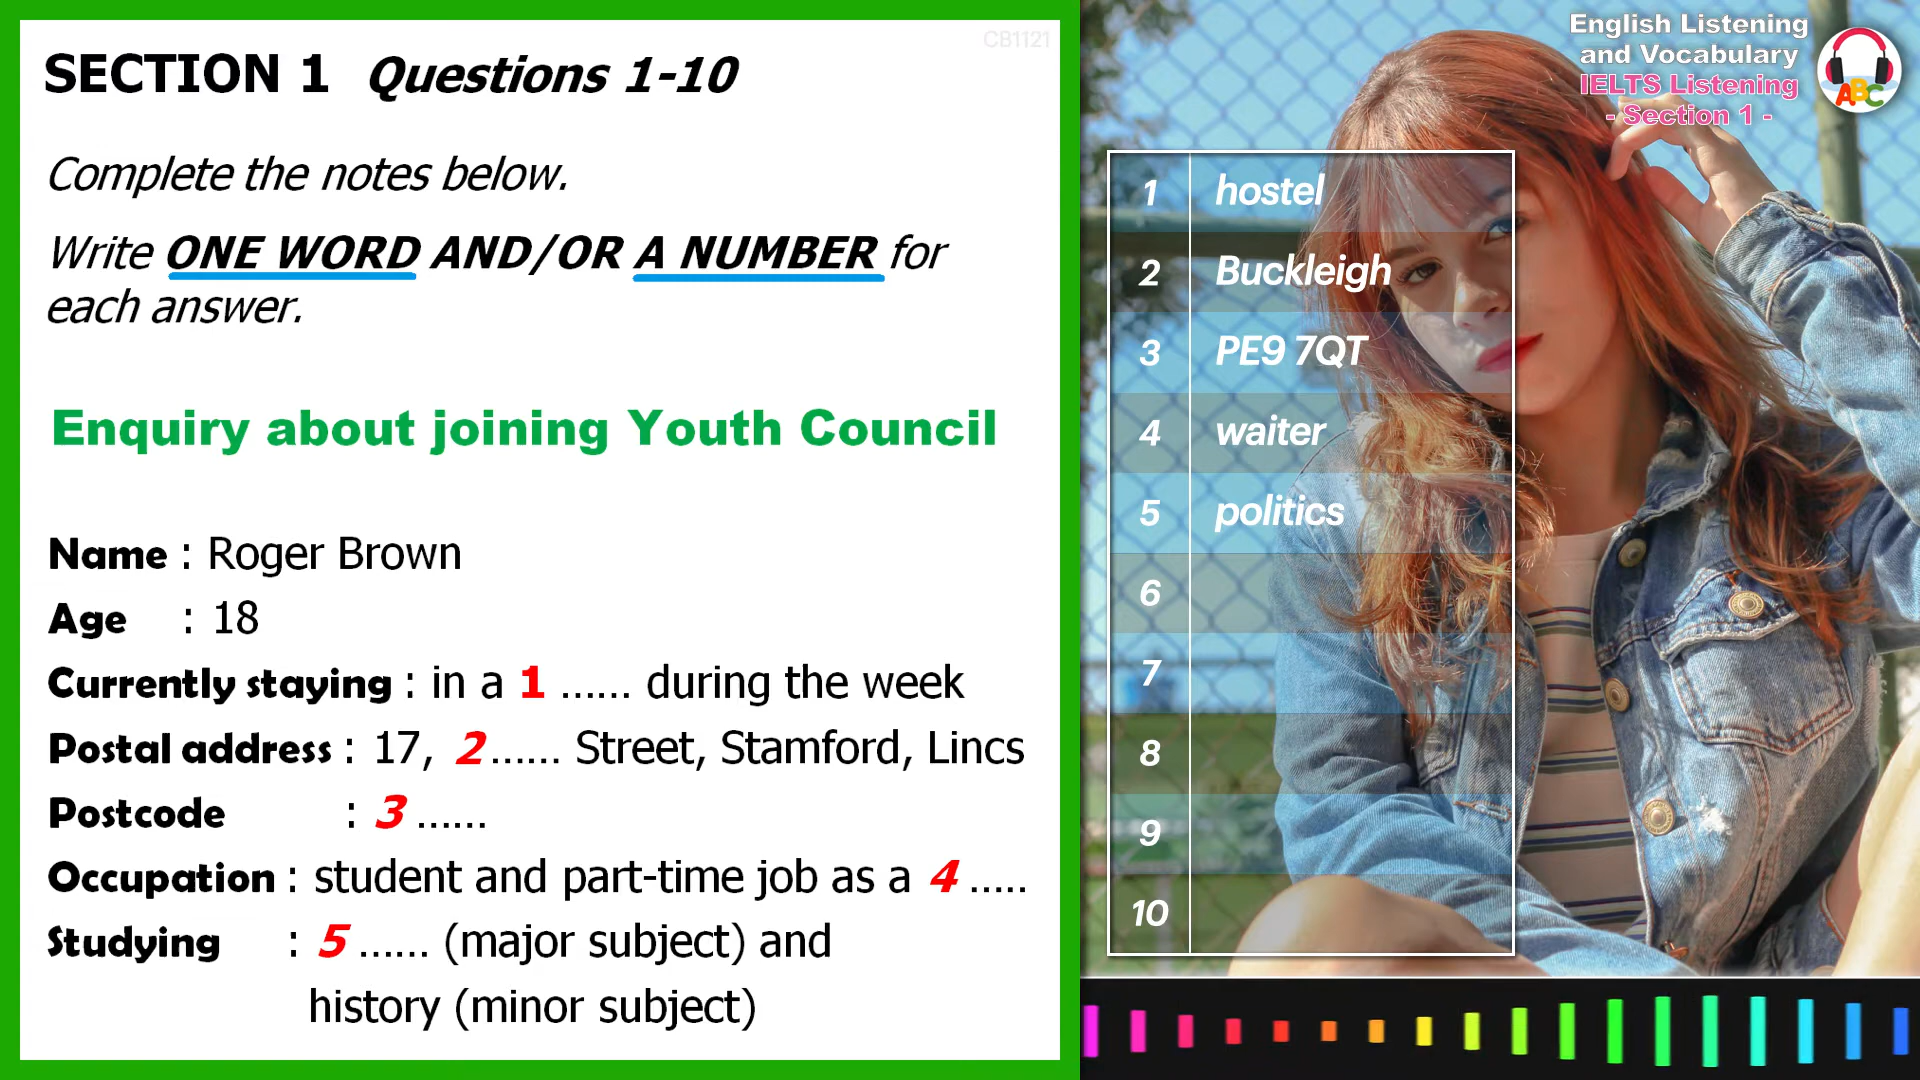 CB1121
SECTION 1 Questions 1-10
Complete the notes below.
Write ONE WORD AND/OR A NUMBER for
each answer.
Enquiry about joining Youth Council
Name : Roger Brown
Age : 18
Currently staying : in a 1 ...... during the week
Postal address : 17, 2 ...... Street, Stamford, Lincs
Postcode : 3 ......
Occupation : student and part-time job as a 4 .....
Studying : 5 ...... (major subject) and
history (minor subject)
English Listening
and Vocabulary
IELTS Listening
- Section 1 -
ABC
1 hostel
2 Buckleigh
3 PE9 7QT
4 waiter
5 politics
6
7
8
9
10